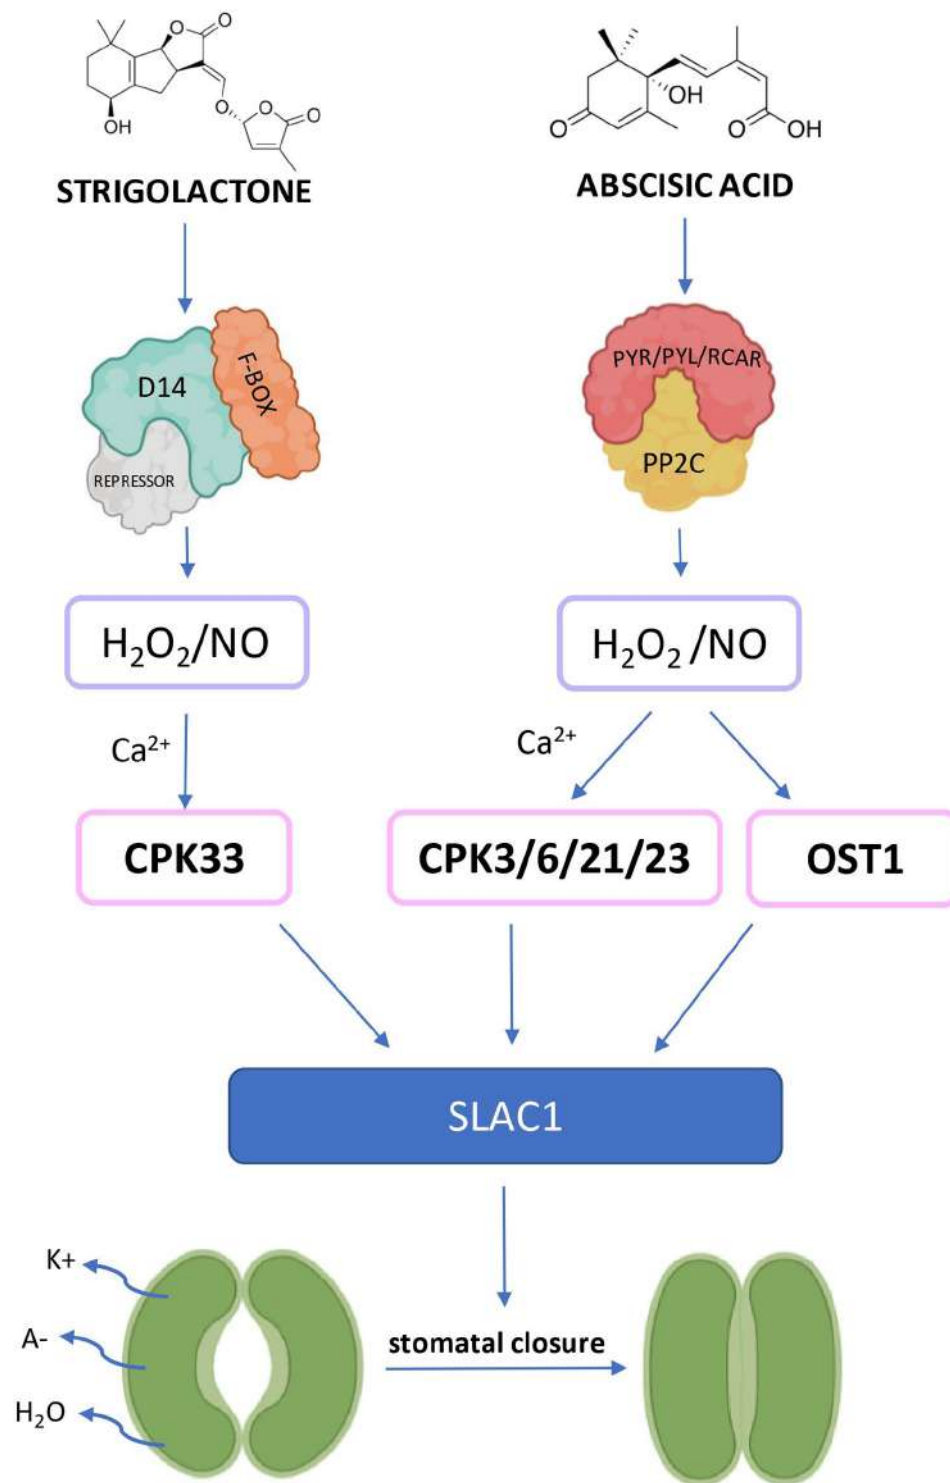 O
O
O
O
O
OH
STRIGOLACTONE
OH
O
O
OH
ABSCISIC ACID
D14
F-BOX
REPRESSOR
PYR/PYL/RCAR
PP2C
H₂O₂/NO
H₂O₂ /NO
Ca²⁺
Ca²⁺
CPK33
CPK3/6/21/23
OST1
SLAC1
K+
A-
H₂O
stomatal closure